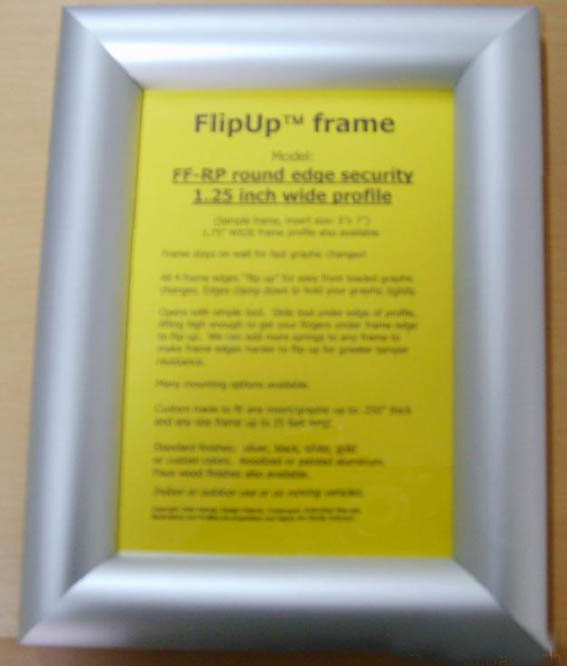 FlipUp™ frame
Model:
FF-RP round edge security
1.25 inch wide profile
(Sample frame, insert size: 5"x 7")
1.75" WIDE frame profile also available
Frame stays on wall for fast graphic changes!
All 4 frame edges "flip up" for easy front loaded graphic
changes. Edges clamp down to hold your graphic tightly.
Opens with simple tool. Slide tool under edge of profile,
lifting high enough to get your fingers under frame edge
to flip up. We can add more springs to any frame to
make frame edges harder to flip up for greater tamper
resistance.
Many mounting options available.
Custom made to fit any insert/graphic up to .250" thick
and any size frame up to 25 feet long!
Standard finishes: silver, black, white, gold
or custom colors. Anodized or painted aluminum.
Faux wood finishes also available.
Indoor or outdoor use or on moving vehicles.